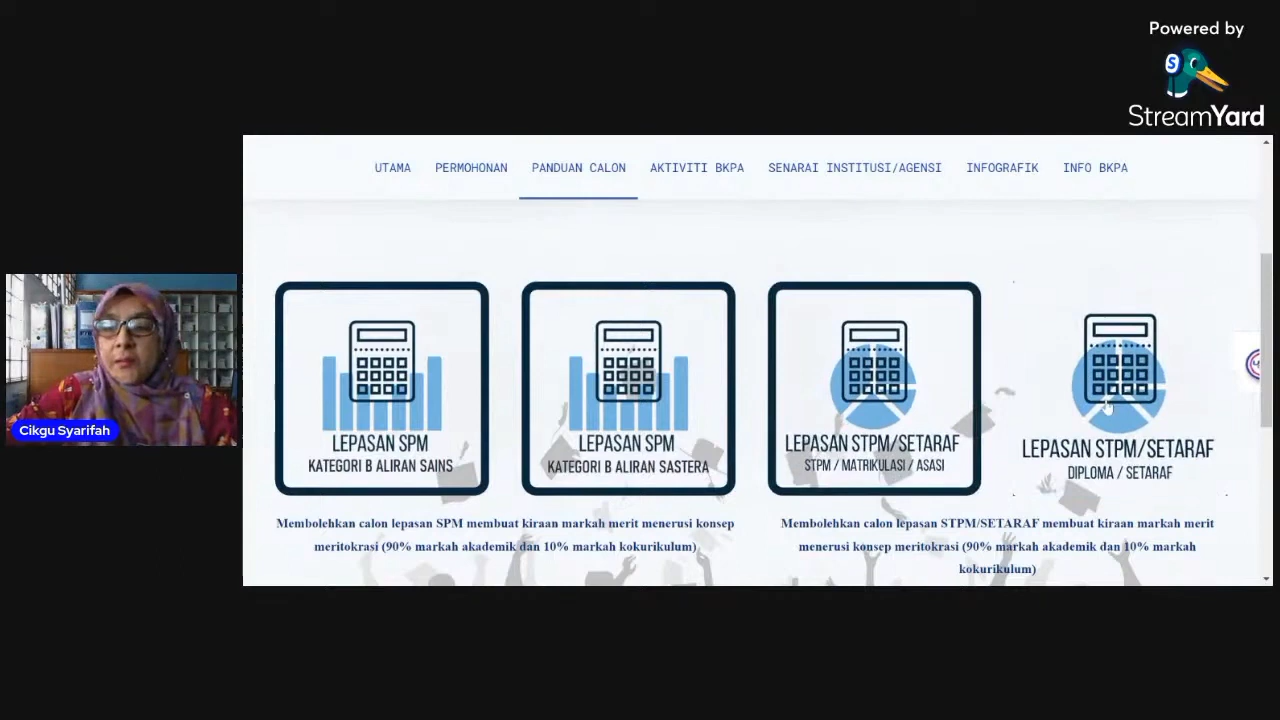 Powered by
StreamYard
UTAMA PERMOHONAN PANDUAN CALON AKTIVITI BKPA SENARAI INSTITUSI/AGENSI INFOGRAFIK INFO BKPA
LEPASAN SPM
KATEGORI B ALIRAN SAINS
LEPASAN SPM
KATEGORI B ALIRAN SASTERA
LEPASAN STPM/SETARAF
STPM / MATRIKULASI / ASASI
LEPASAN STPM/SETARAF
DIPLOMA / SETARAF
Membolehkan calon lepasan SPM membuat kiraan markah merit menerusi konsep
meritokrasi (90% markah akademik dan 10% markah kokurikulum)
Membolehkan calon lepasan STPM/SETARAF membuat kiraan markah merit
menerusi konsep meritokrasi (90% markah akademik dan 10% markah
kokurikulum)
Cikgu Syarifah